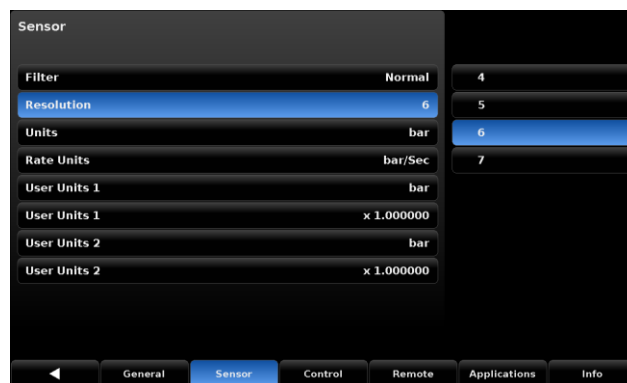 Sensor
Filter Normal 4
Resolution 6 5
Units bar 6
Rate Units bar/Sec 7
User Units 1 bar
User Units 1 x 1.000000
User Units 2 bar
User Units 2 x 1.000000
General Sensor Control Remote Applications Info